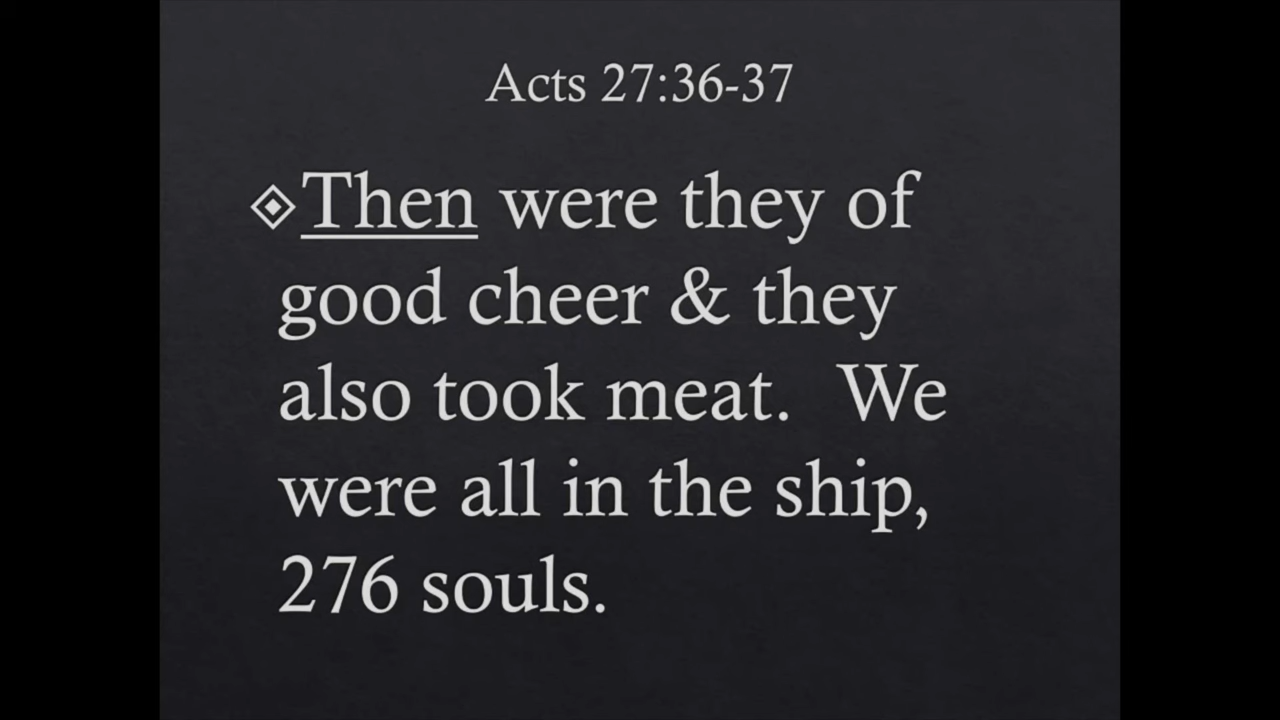 Acts 27:36-37
Then were they of
good cheer & they
also took meat. We
were all in the ship,
276 souls.